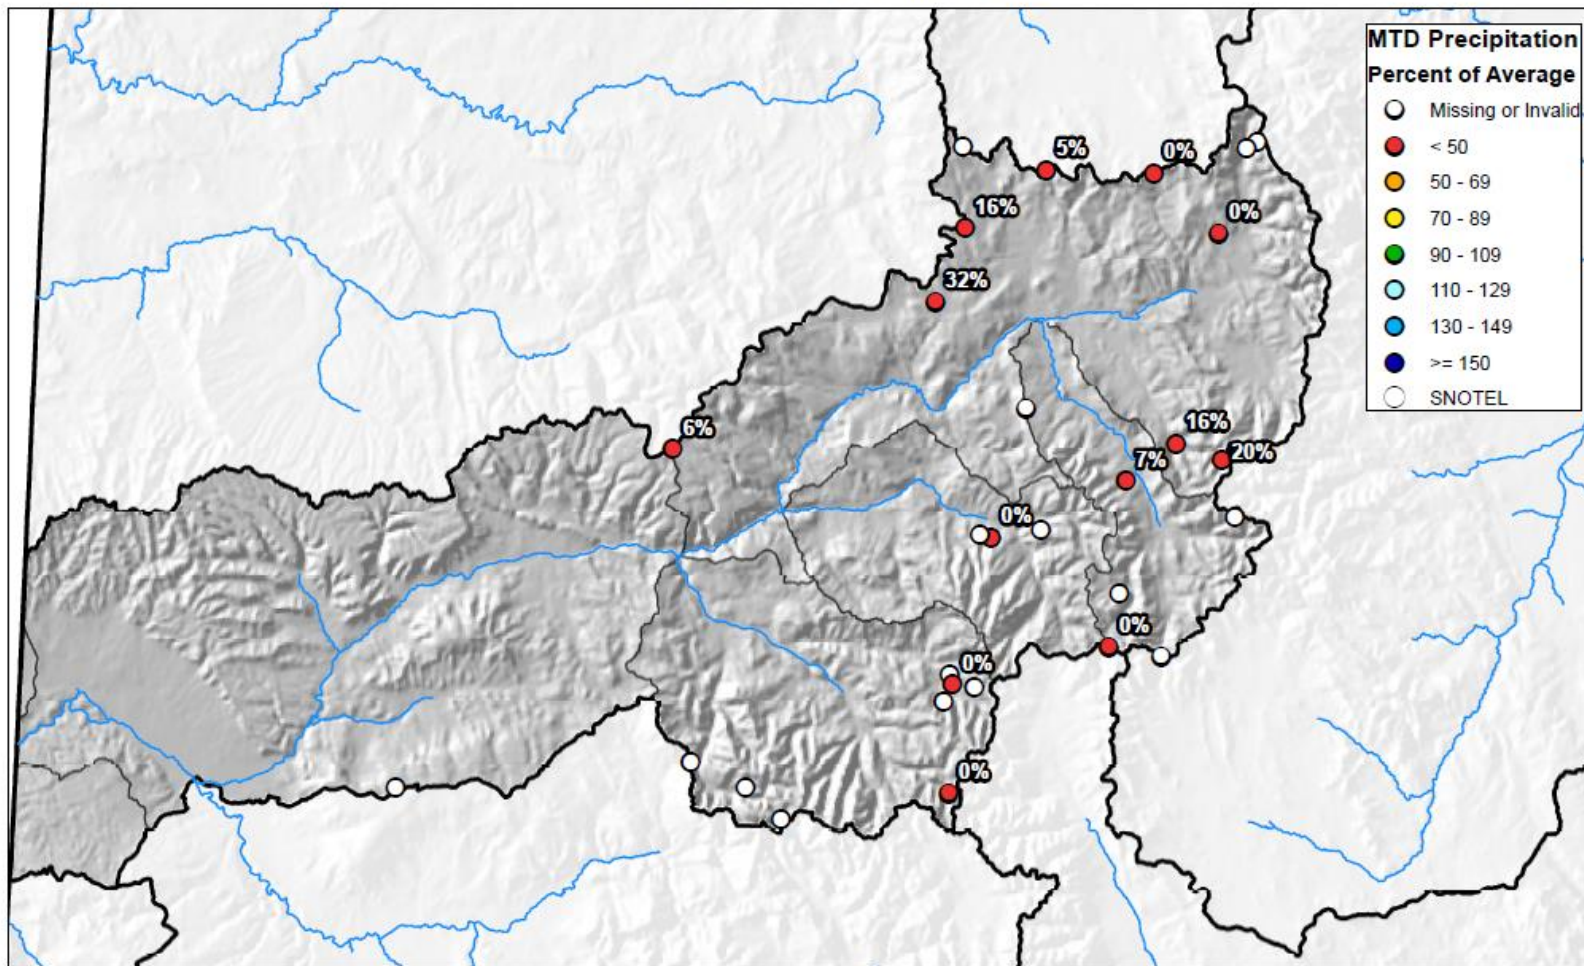 MTD Precipitation
Percent of Average
Missing or Invalid
< 50
50 - 69
70 - 89
90 - 109
110 - 129
130 - 149
>= 150
SNOTEL
5%
0%
16%
0%
32%
6%
16%
20%
7%
0%
0%
0%
0%